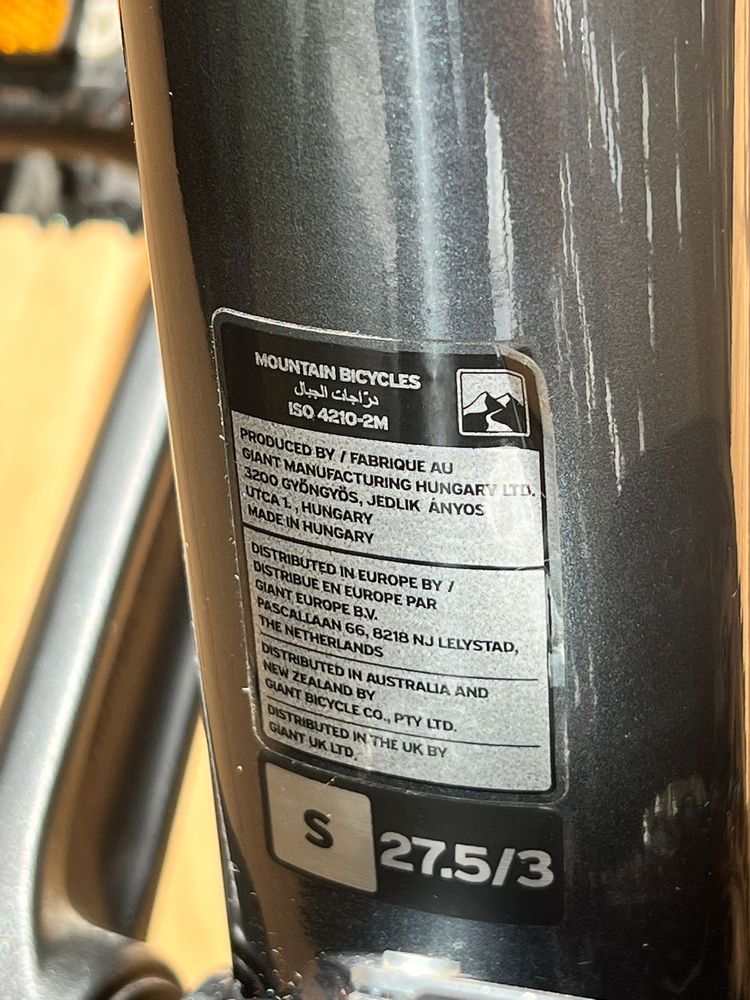 MOUNTAIN BICYCLES
درّاجات الجبال
ISO 4210-2M
PRODUCED BY / FABRIQUE AU
GIANT MANUFACTURING HUNGARY LTD.
3200 GYÖNGYÖS, JEDLIK ÁNYOS
UTCA 1., HUNGARY
MADE IN HUNGARY
DISTRIBUTED IN EUROPE BY /
DISTRIBUE EN EUROPE PAR
GIANT EUROPE B.V.
PASCALLAAN 66, 8218 NJ LELYSTAD,
THE NETHERLANDS
DISTRIBUTED IN AUSTRALIA AND
NEW ZEALAND BY
GIANT BICYCLE CO., PTY LTD.
DISTRIBUTED IN THE UK BY
GIANT UK LTD.
S 27.5/3